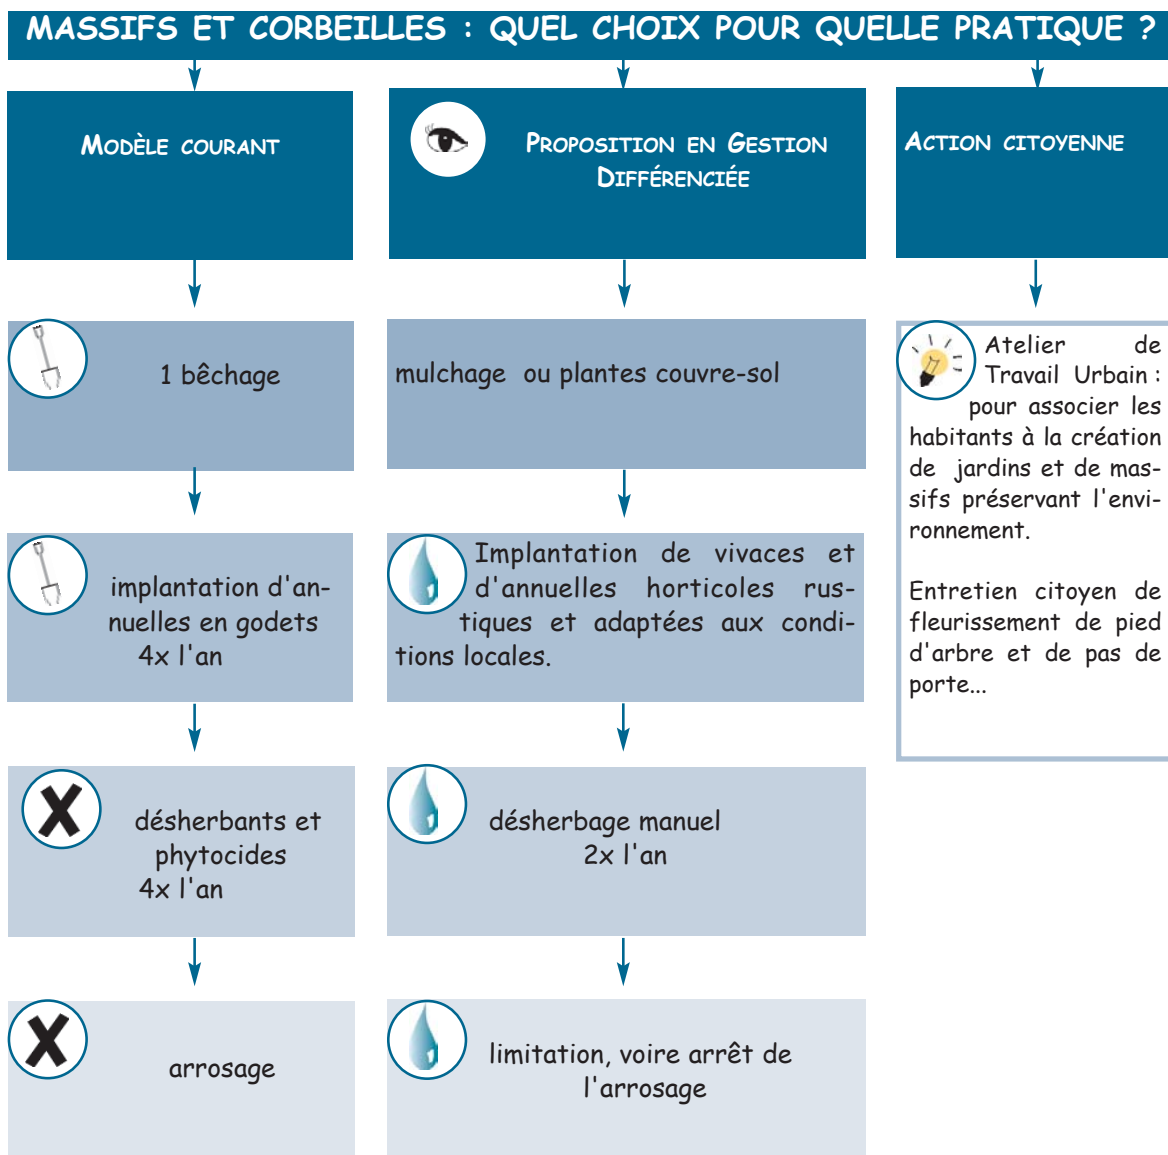 MASSIFS ET CORBEILLES : QUEL CHOIX POUR QUELLE PRATIQUE ?
MODÈLE COURANT
PROPOSITION EN GESTION
DIFFÉRENCIÉE
ACTION CITOYENNE
1 bêchage
implantation d'an-
nuelles en godets
4x l'an
désherbants et
phytocides
4x l'an
arrosage
mulchage ou plantes couvre-sol
Implantation de vivaces et
d'annuelles horticoles rus-
tiques et adaptées aux condi-
tions locales.
désherbage manuel
2x l'an
limitation, voire arrêt de
l'arrosage
Atelier de
Travail Urbain :
pour associer les
habitants à la création
de jardins et de mas-
sifs préservant l'envi-
ronnement.
Entretien citoyen de
fleurissement de pied
d'arbre et de pas de
porte...